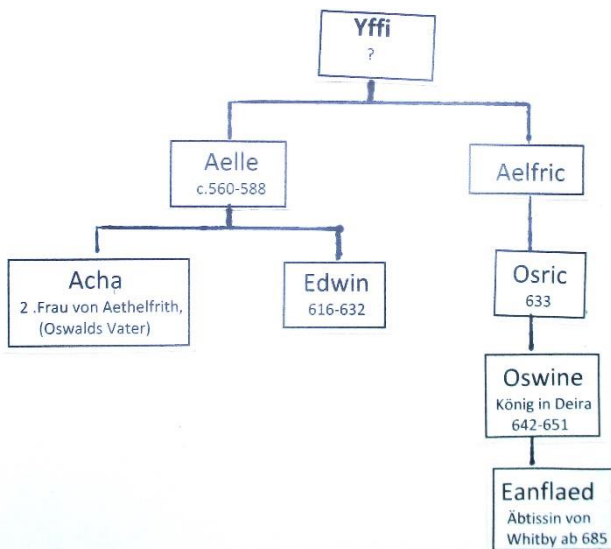 Yffi
?
Aelle
c.560-588
Aelfric
Acha
2 .Frau von Aethelfrith,
(Oswalds Vater)
Edwin
616-632
Osric
633
Oswine
König in Deira
642-651
Eanflaed
Äbtissin von
Whitby ab 685